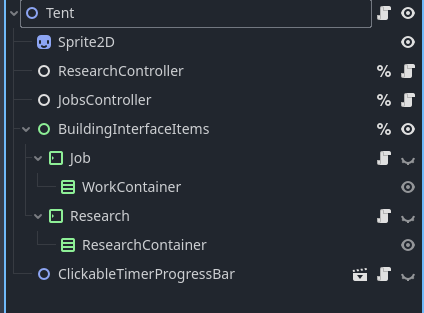 Tent
Sprite2D
ResearchController
%
JobsController
%
BuildingInterfaceItems
%
Job
WorkContainer
Research
ResearchContainer
ClickableTimerProgressBar